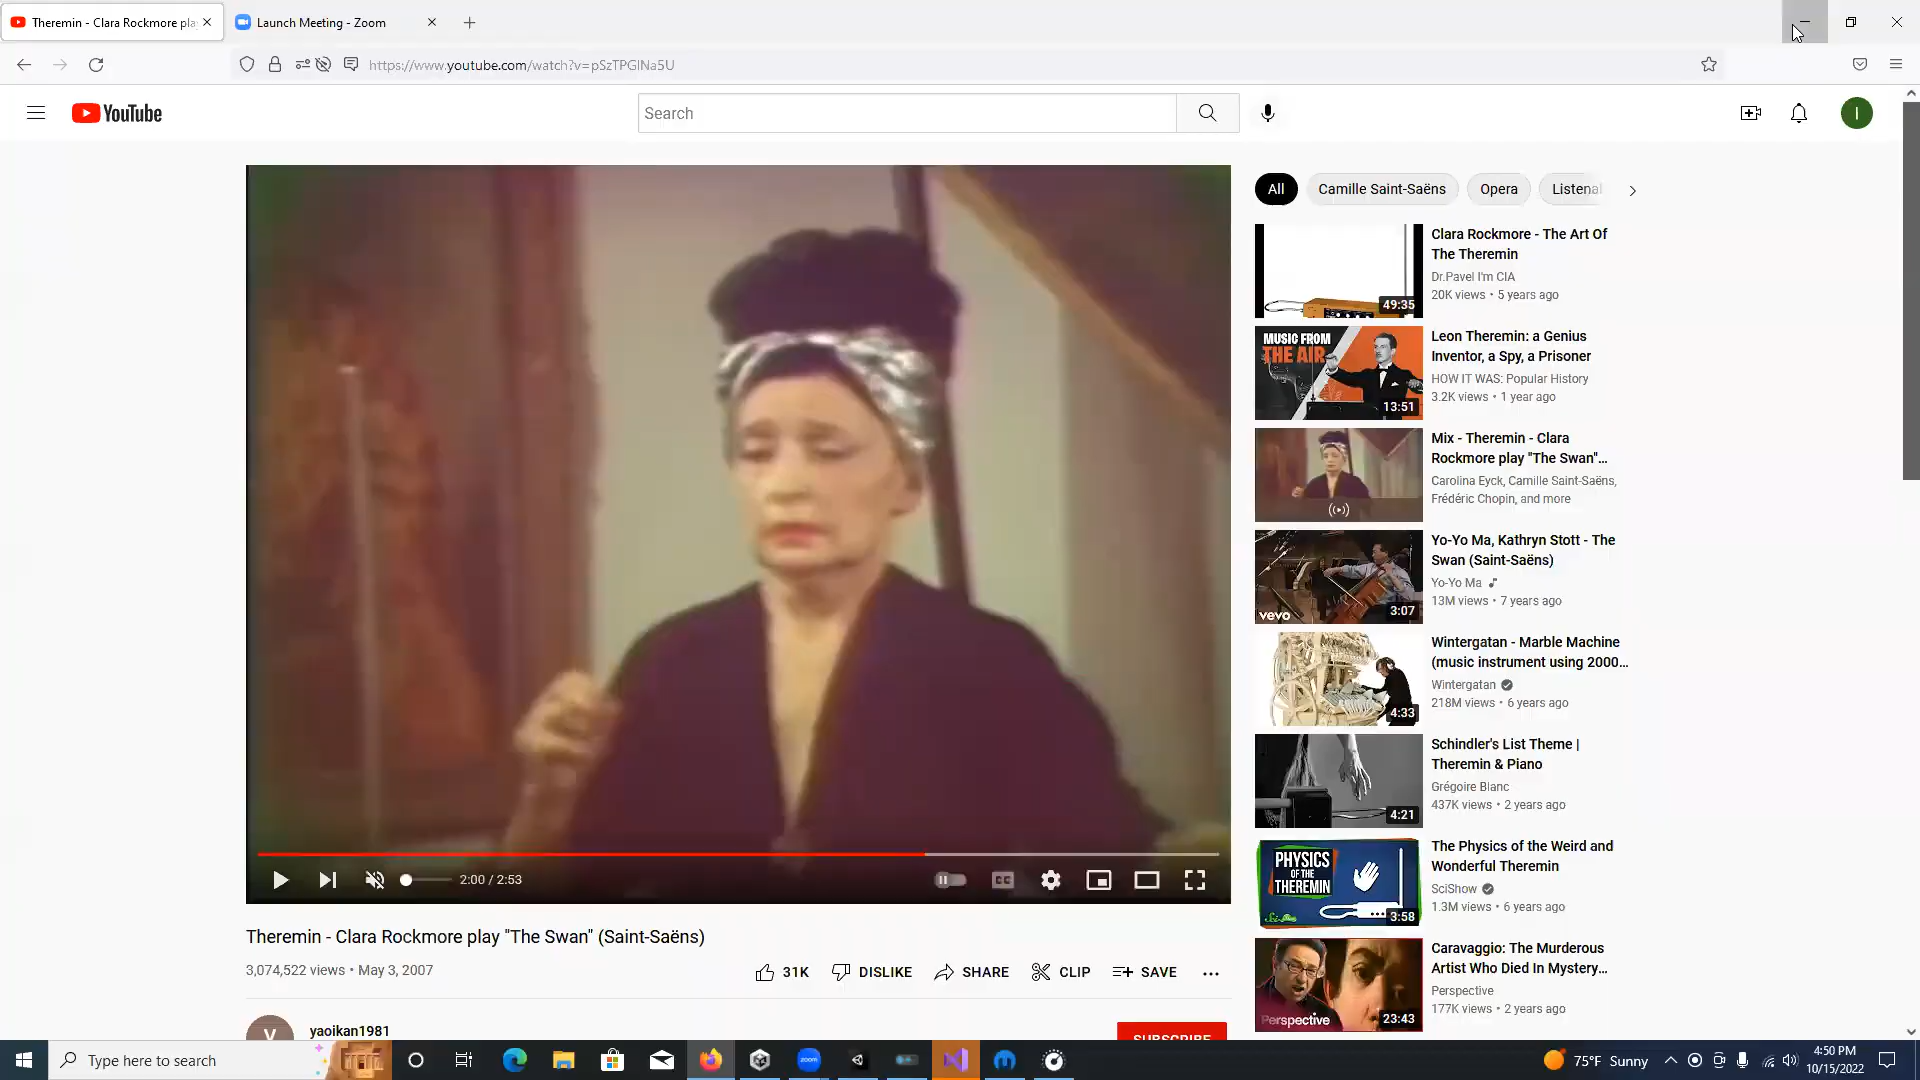 Theremin - Clara Rockmore pla
Launch Meeting - Zoom
https://www.youtube.com/watch?v=pSzTPGlNa5U
YouTube
Search
I
All
Camille Saint-Saëns
Opera
Listenal
Clara Rockmore - The Art Of
The Theremin
Dr.Pavel I'm CIA
20K views • 5 years ago
49:35
MUSIC FROM
THE AIR
13:51
Leon Theremin: a Genius
Inventor, a Spy, a Prisoner
HOW IT WAS: Popular History
3.2K views • 1 year ago
Mix - Theremin - Clara
Rockmore play "The Swan"...
Carolina Eyck, Camille Saint-Saëns,
Frédéric Chopin, and more
Yo-Yo Ma, Kathryn Stott - The
Swan (Saint-Saëns)
Yo-Yo Ma
13M views • 7 years ago
vevo
3:07
Wintergatan - Marble Machine
(music instrument using 2000...
Wintergatan
218M views • 6 years ago
4:33
Schindler's List Theme |
Theremin & Piano
Grégoire Blanc
437K views • 2 years ago
4:21
PHYSICS
OF THE
THEREMIN
SciShow
3:58
The Physics of the Weird and
Wonderful Theremin
SciShow
1.3M views • 6 years ago
Caravaggio: The Murderous
Artist Who Died In Mystery...
Perspective
177K views • 2 years ago
Perspective
23:43
2:00 / 2:53
CC
Theremin - Clara Rockmore play "The Swan" (Saint-Saëns)
3,074,522 views • May 3, 2007
31K
DISLIKE
SHARE
CLIP
SAVE
...
Y
yaoikan1981
SUBSCRIBE
Type here to search
zoom
75°F Sunny
4:50 PM
10/15/2022